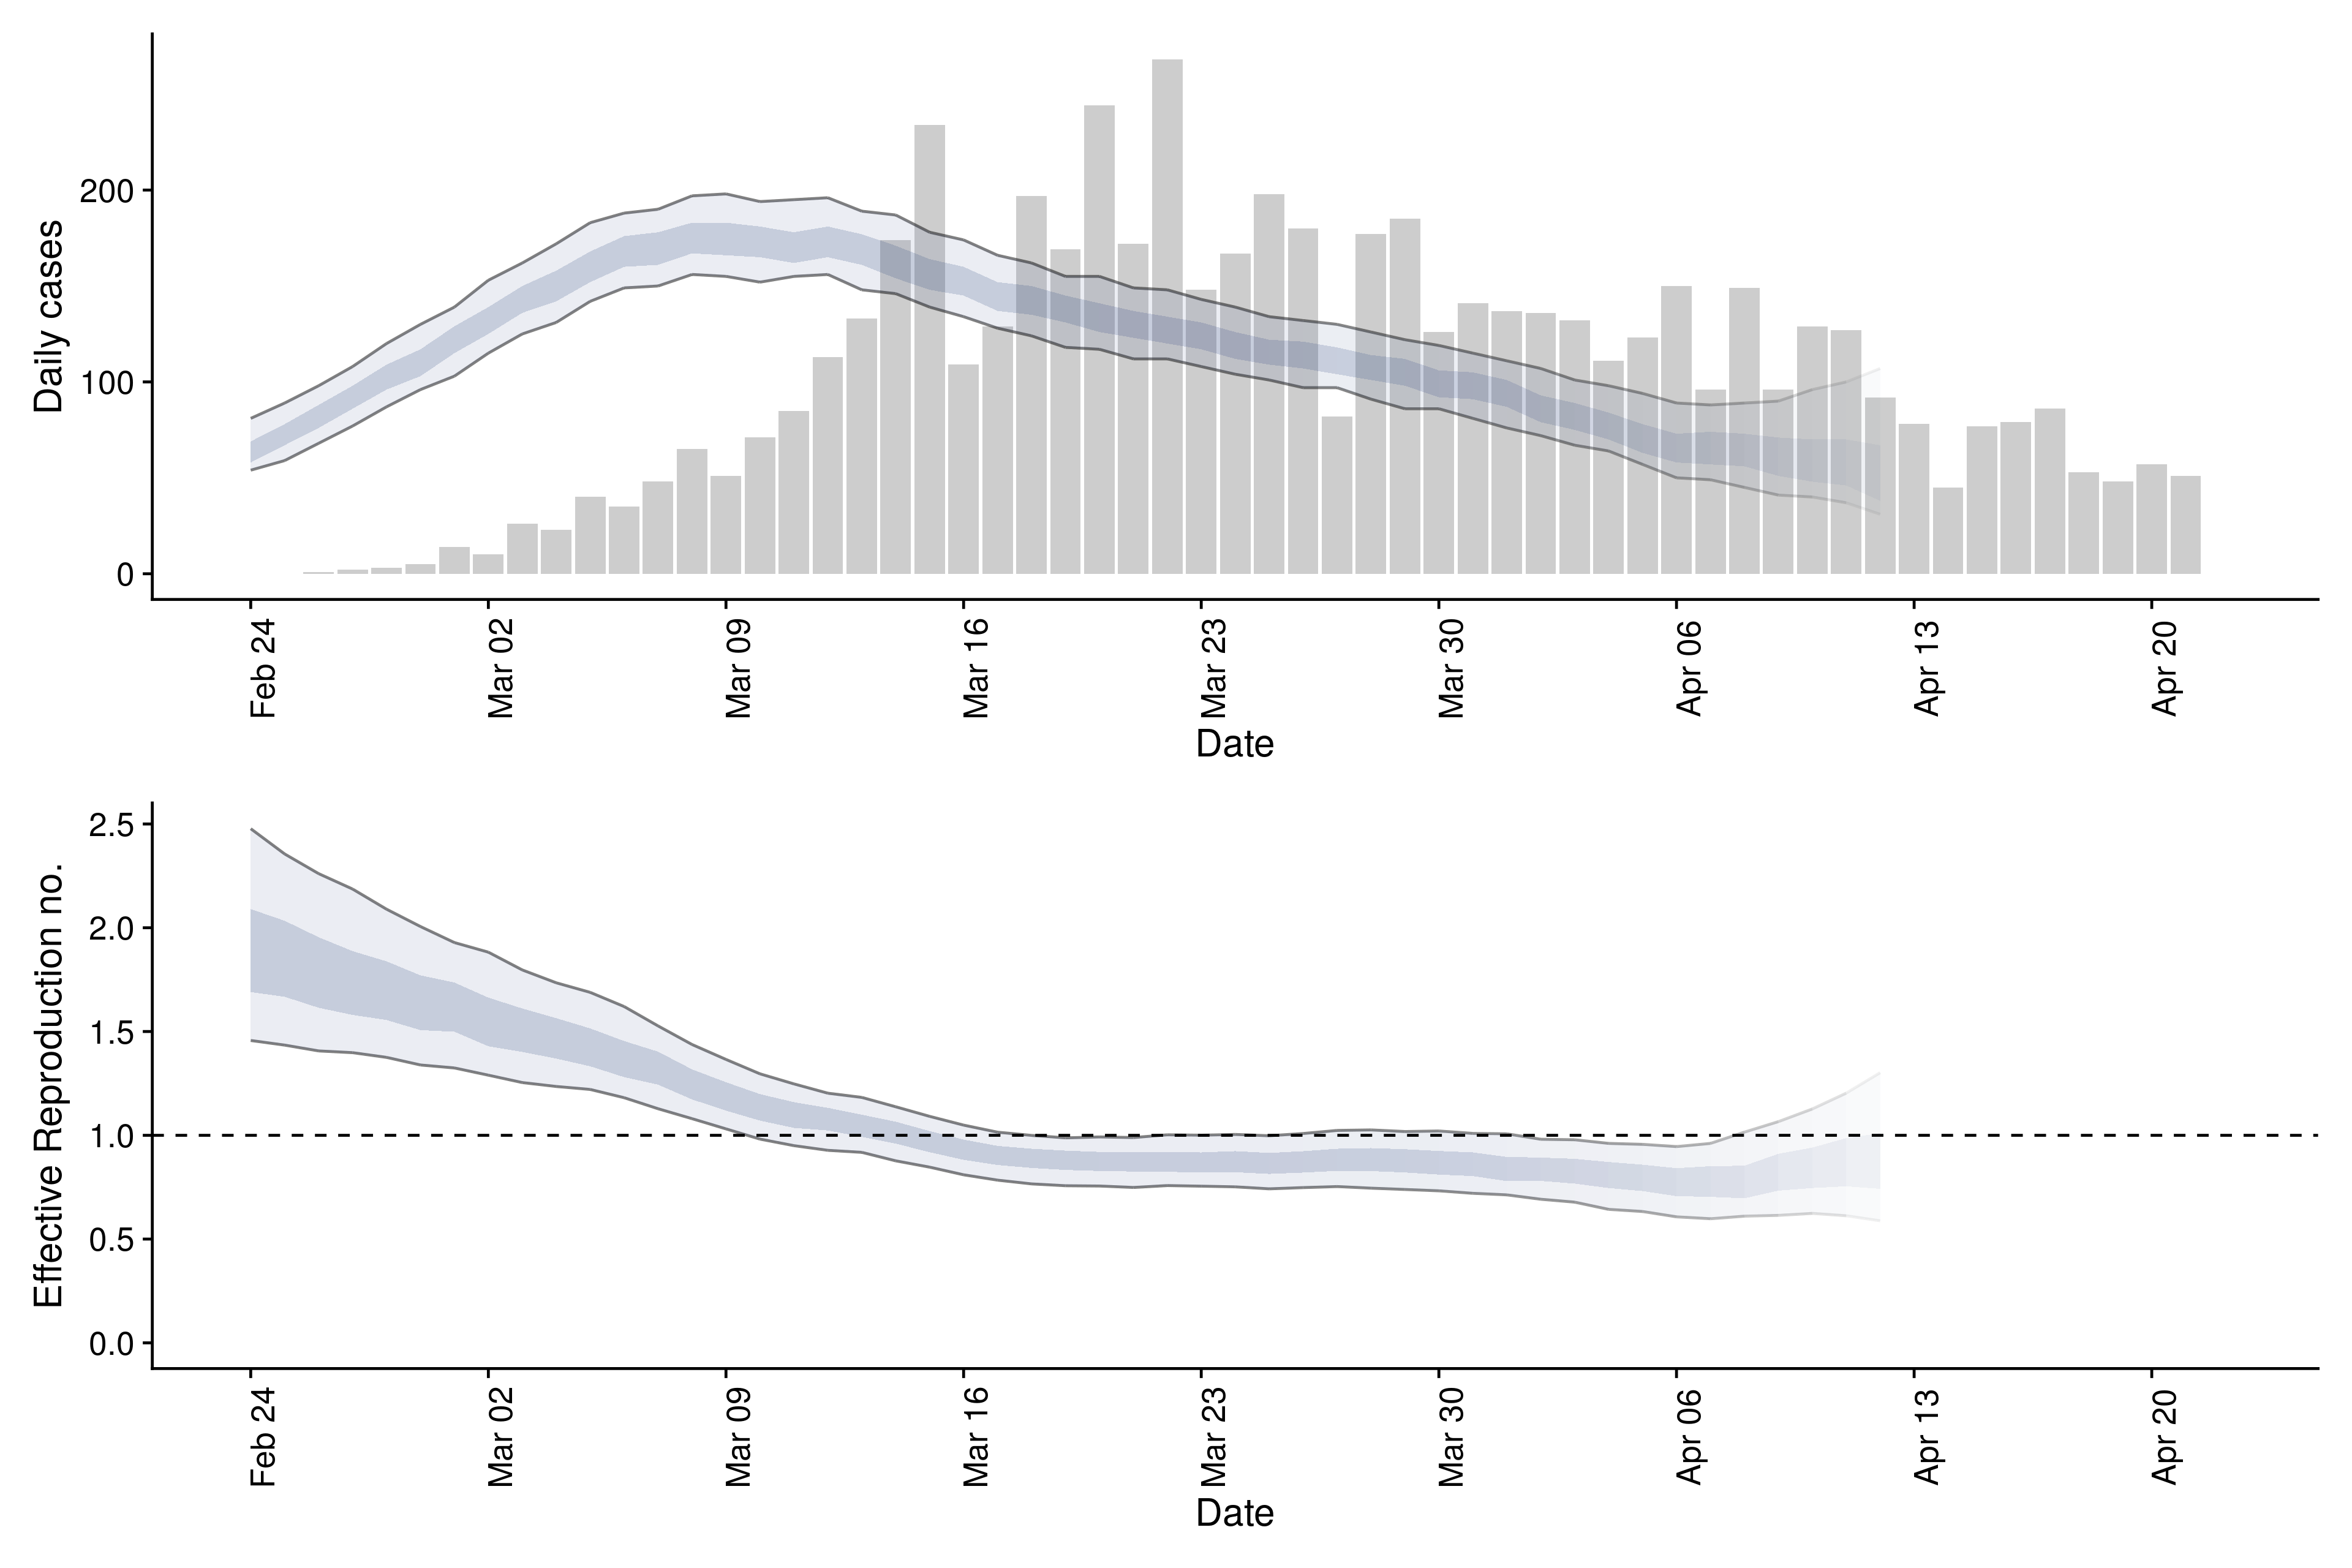 Daily cases
200
100
0
Feb 24
Mar 02
Mar 09
Mar 16
Mar 23
Mar 30
Apr 06
Apr 13
Apr 20
Date
Effective Reproduction no.
2.5
2.0
1.5
1.0
0.5
0.0
Feb 24
Mar 02
Mar 09
Mar 16
Mar 23
Mar 30
Apr 06
Apr 13
Apr 20
Date